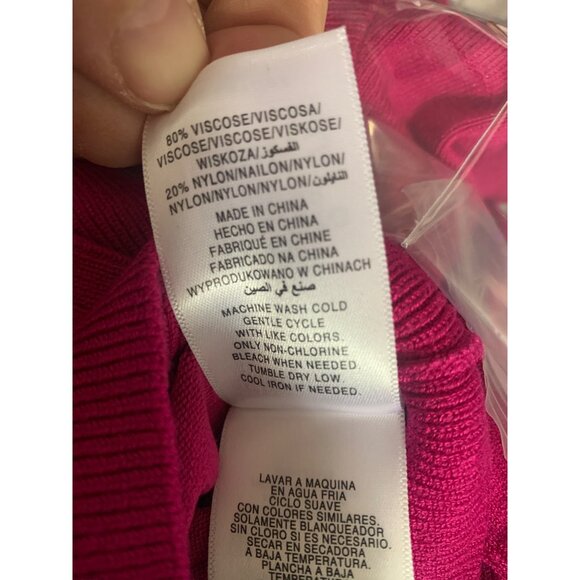 80% VISCOSE/VISCOSA/
VISCOSE/VISCOSE/VISKOSE/
WISKOZA/الفسكوز
20% NYLON/NAILON/NYLON/
NYLON/NYLON/NYLON/النايلون
MADE IN CHINA
HECHO EN CHINA
FABRIQUÉ EN CHINE
FABRICADO NA CHINA
WYPRODUKOWANO W CHINACH
صنع في الصين
MACHINE WASH COLD
GENTLE CYCLE
WITH LIKE COLORS.
ONLY NON-CHLORINE
BLEACH WHEN NEEDED.
TUMBLE DRY LOW.
COOL IRON IF NEEDED.
LAVAR A MAQUINA
EN AGUA FRIA
CICLO SUAVE
CON COLORES SIMILARES.
SOLAMENTE BLANQUEADOR
SIN CLORO SI ES NECESARIO.
SECAR EN SECADORA
A BAJA TEMPERATURA.
PLANCHA A BAJA